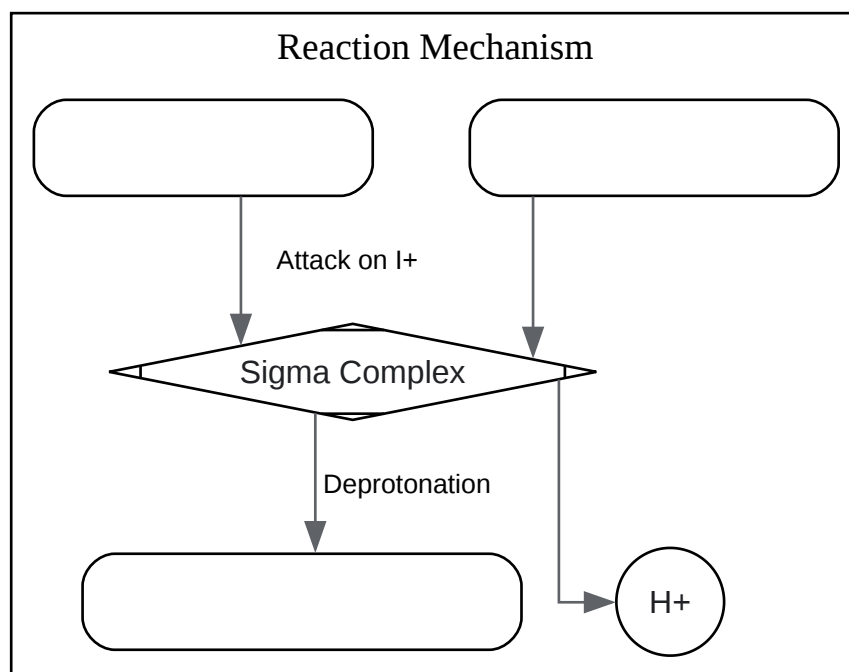 Reaction Mechanism
Attack on I+
Sigma Complex
Deprotonation
H+